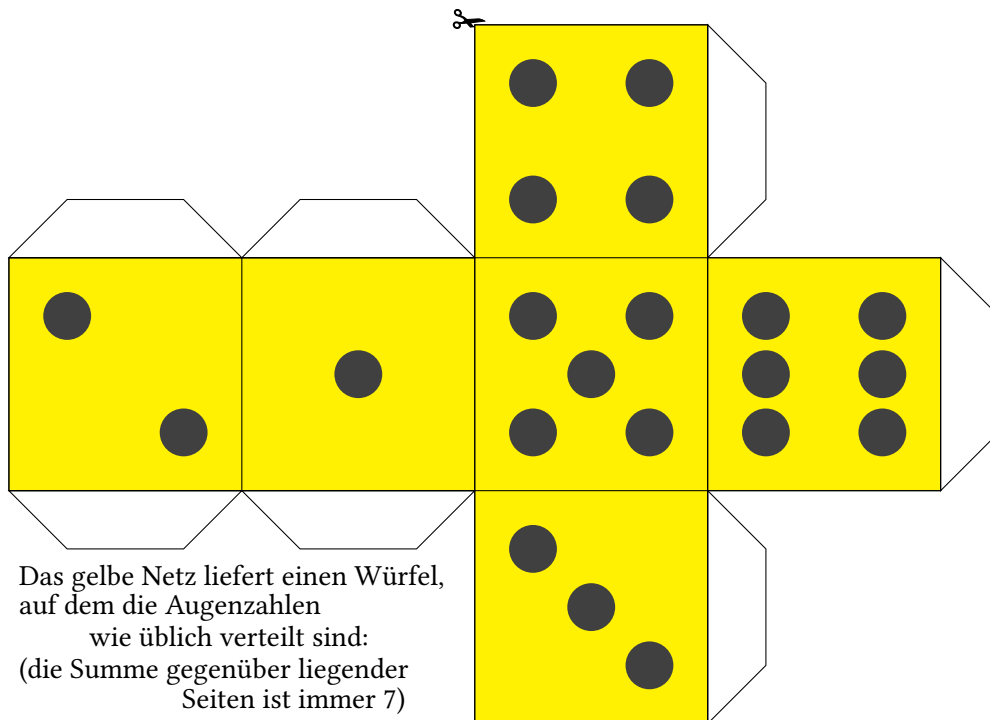 Das gelbe Netz liefert einen Würfel,
auf dem die Augenzahlen
wie üblich verteilt sind:
(die Summe gegenüber liegender
Seiten ist immer 7)